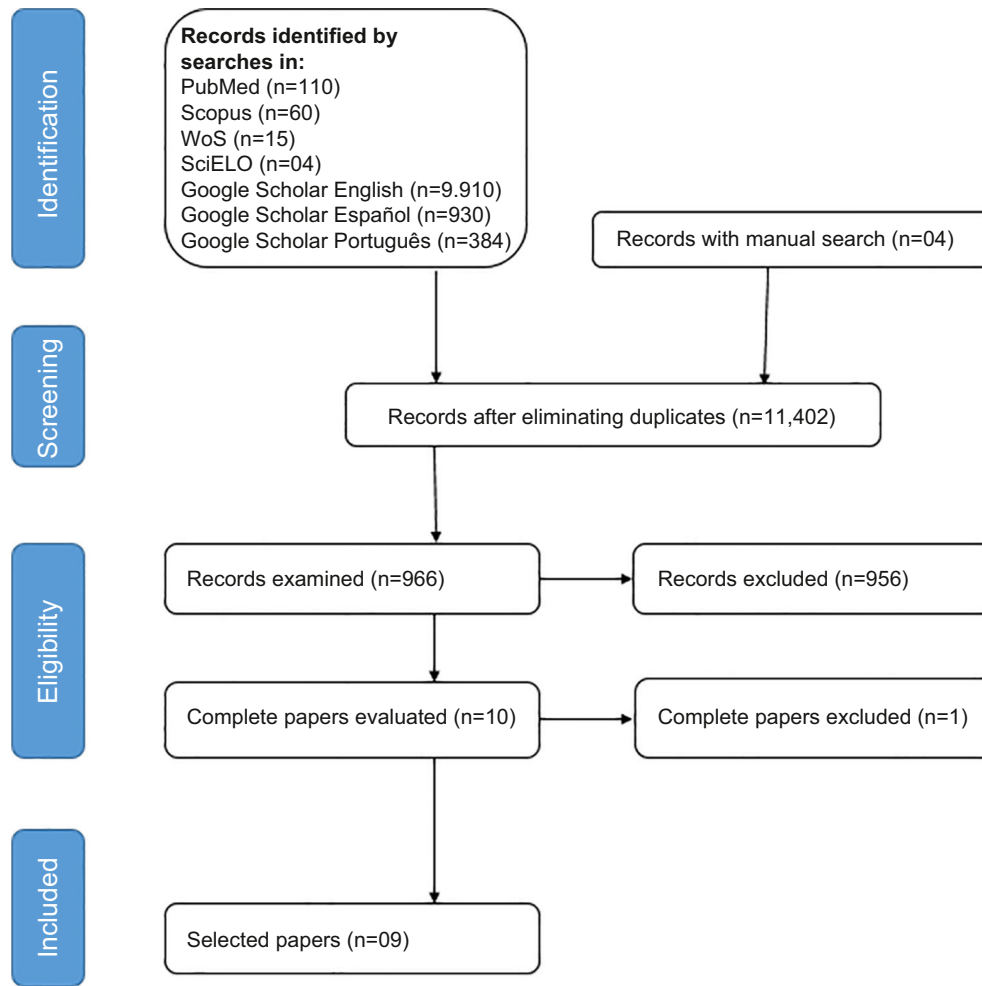 Identification
Records identified by
searches in:
PubMed (n=110)
Scopus (n=60)
WoS (n=15)
SciELO (n=04)
Google Scholar English (n=9.910)
Google Scholar Español (n=930)
Google Scholar Português (n=384)
Records with manual search (n=04)
Screening
Records after eliminating duplicates (n=11,402)
Eligibility
Records examined (n=966)
Records excluded (n=956)
Complete papers evaluated (n=10)
Complete papers excluded (n=1)
Included
Selected papers (n=09)